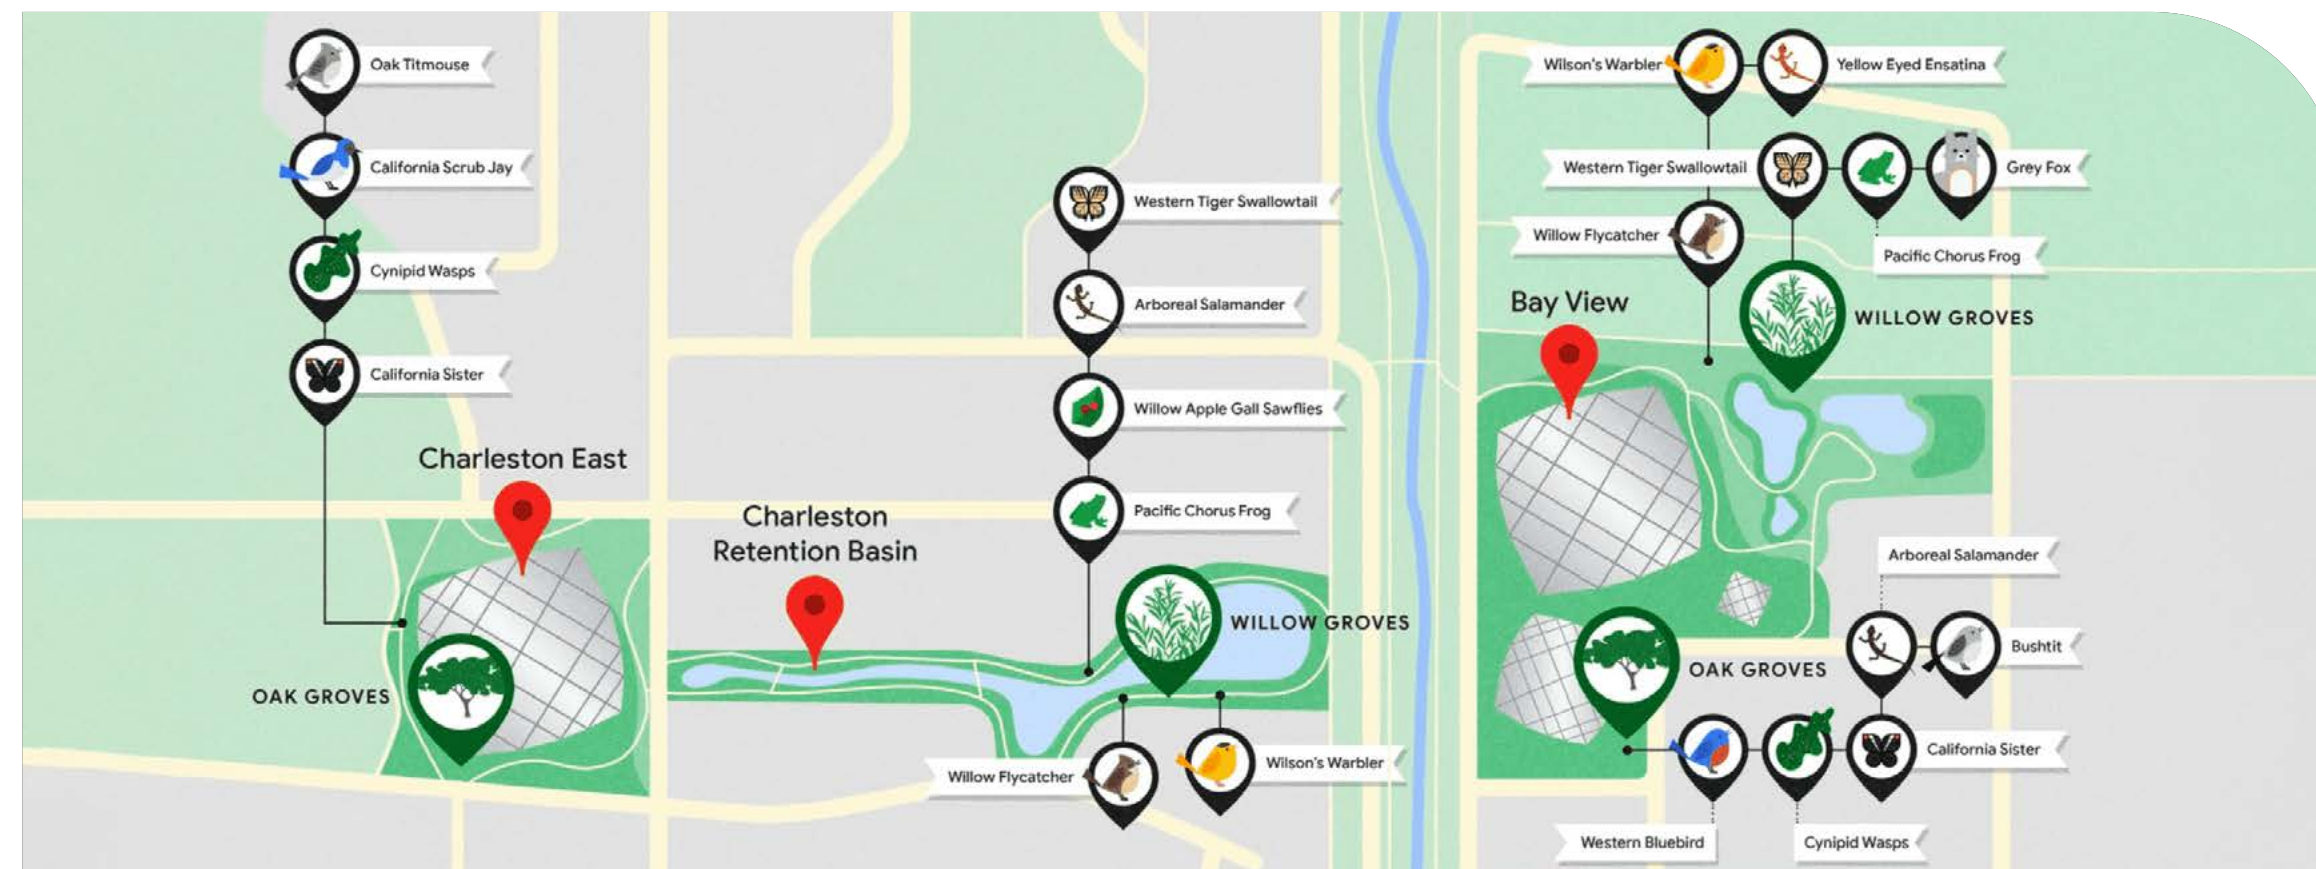 Oak Titmouse
California Scrub Jay
Cynipid Wasps
California Sister
Charleston East
OAK GROVES
Charleston
Retention Basin
Western Tiger Swallowtail
Arboreal Salamander
Willow Apple Gall Sawflies
Pacific Chorus Frog
WILLOW GROVES
Willow Flycatcher
Wilson's Warbler
Wilson's Warbler
Yellow Eyed Ensatina
Western Tiger Swallowtail
Grey Fox
Willow Flycatcher
Pacific Chorus Frog
Bay View
WILLOW GROVES
Arboreal Salamander
Bushtit
OAK GROVES
California Sister
Western Bluebird
Cynipid Wasps